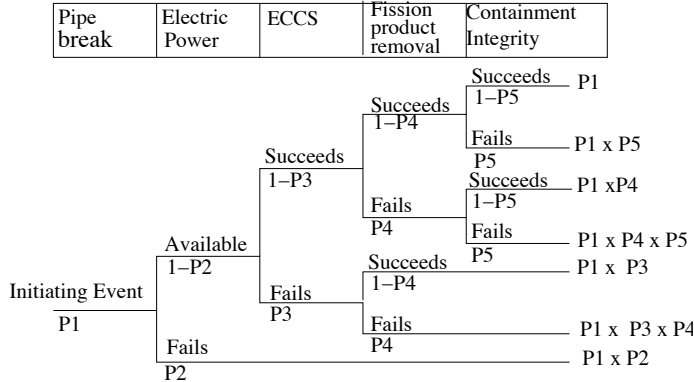 Pipe
break
Electric
Power
ECCS
Fission
product
removal
Containment
Integrity
Succeeds
1–P5
P1
Succeeds
1–P4
Fails
P5
P1 x P5
Succeeds
1–P3
Succeeds
1–P5
P1 xP4
Fails
P4
Fails
P5
P1 x P4 x P5
Available
1–P2
Succeeds
1–P4
P1 x P3
Initiating Event
P1
Fails
P3
Fails
P4
P1 x P3 x P4
Fails
P2
P1 x P2